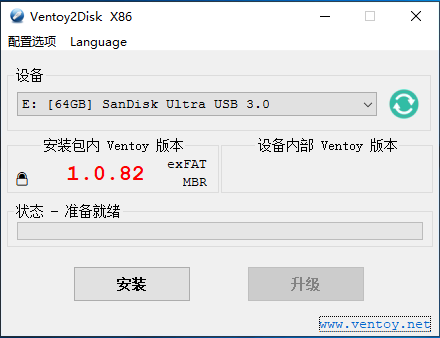 Ventoy2Disk X86
配置选项 Language
设备
E: [64GB] SanDisk Ultra USB 3.0
安装包内 Ventoy 版本
设备内部 Ventoy 版本
1.0.82
exFAT
MBR
状态 - 准备就绪
安装
升级
www.ventoy.net